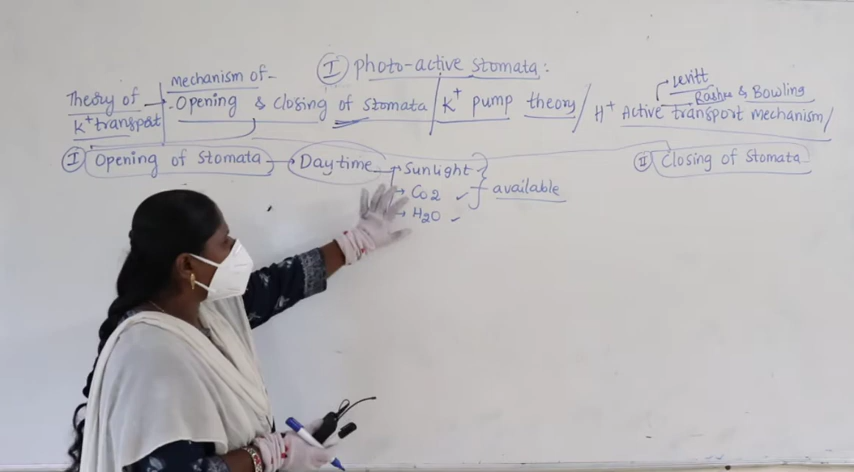 I photo-active stomata:
Levitt
Mechanism of-
Rashke & Bowling
Theory of
Opening & Closing of Stomata / K+ pump theory / H+ Active transport mechanism/
K+ transpot
I Opening of Stomata Daytime Sunlight
II Closing of Stomata
CO2 available
H2O